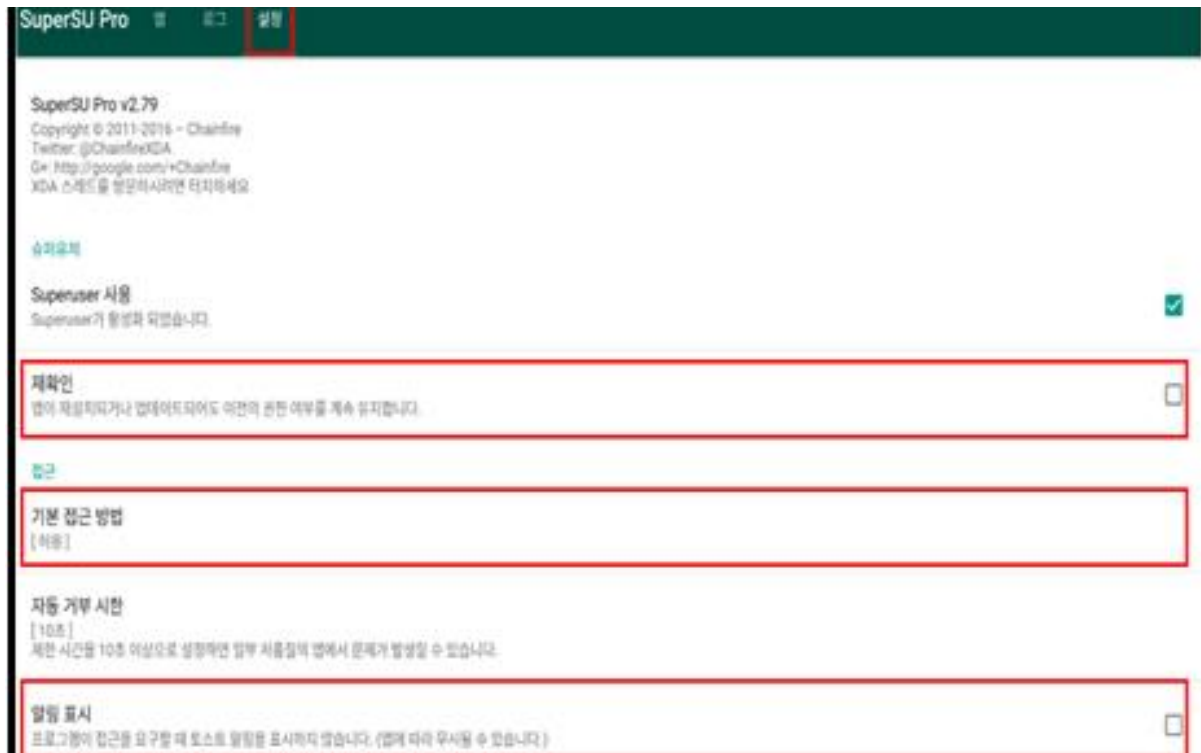 SuperSU Pro 앱 로그 설정
SuperSU Pro v2.79
Copyright © 2011-2016 – Chainfire
Twitter: @ChainfireXDA
G+: http://google.com/+Chainfire
XDA 스레드를 방문하시려면 터치하세요
슈퍼유저
Superuser 사용
Superuser가 활성화 되었습니다.
재확인
앱이 재설치되거나 업데이트되어도 이전의 권한 여부를 계속 유지합니다.
접근
기본 접근 방법
[ 허용 ]
자동 거부 시한
[ 10초 ]
제한 시간을 10초 이상으로 설정하면 일부 저품질의 앱에서 문제가 발생할 수 있습니다.
알림 표시
프로그램이 접근을 요구할 때 토스트 알림을 표시하지 않습니다. (앱에 따라 무시될 수 있습니다.)